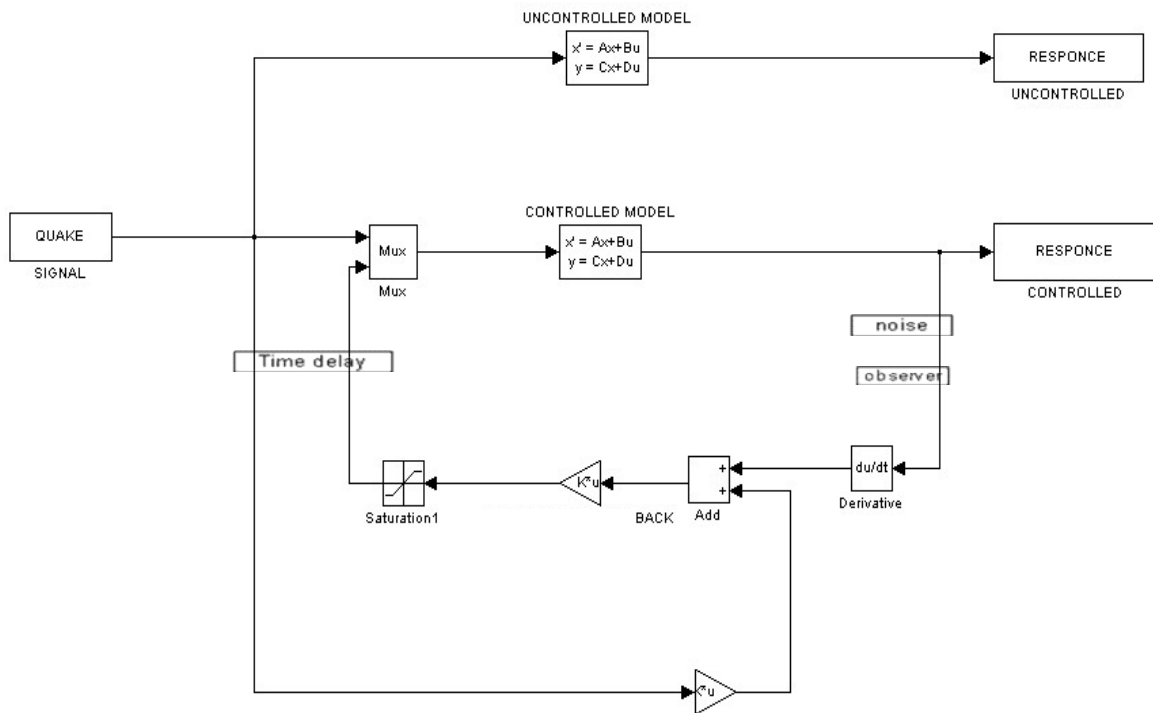 UNCONTROLLED MODEL
x' = Ax+Bu
y = Cx+Du
RESPONCE
UNCONTROLLED
QUAKE
SIGNAL
Mux
Mux
CONTROLLED MODEL
x' = Ax+Bu
y = Cx+Du
RESPONCE
CONTROLLED
noise
Time delay
observer
Saturation1
K*u
BACK
+
+
Add
du/dt
Derivative
K*u